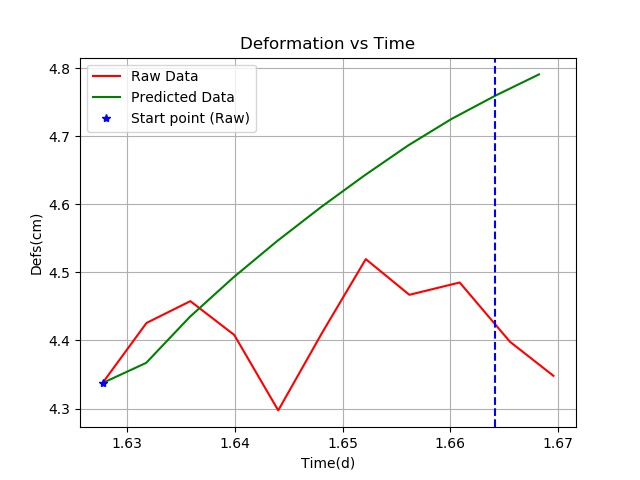 Deformation vs Time
Raw Data
Predicted Data
Start point (Raw)
4.8
4.7
4.6
4.5
4.4
4.3
Defs(cm)
1.63 1.64 1.65 1.66 1.67
Time(d)